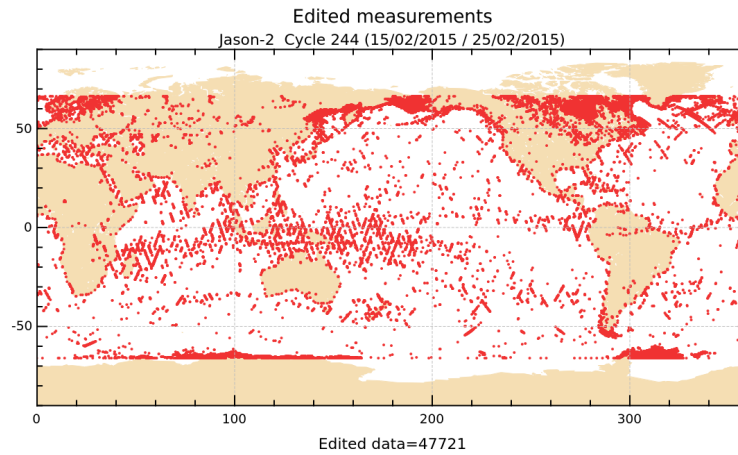 Edited measurements
Jason-2  Cycle 244 (15/02/2015 / 25/02/2015)
50
0
-50
0 100 200 300
Edited data=47721